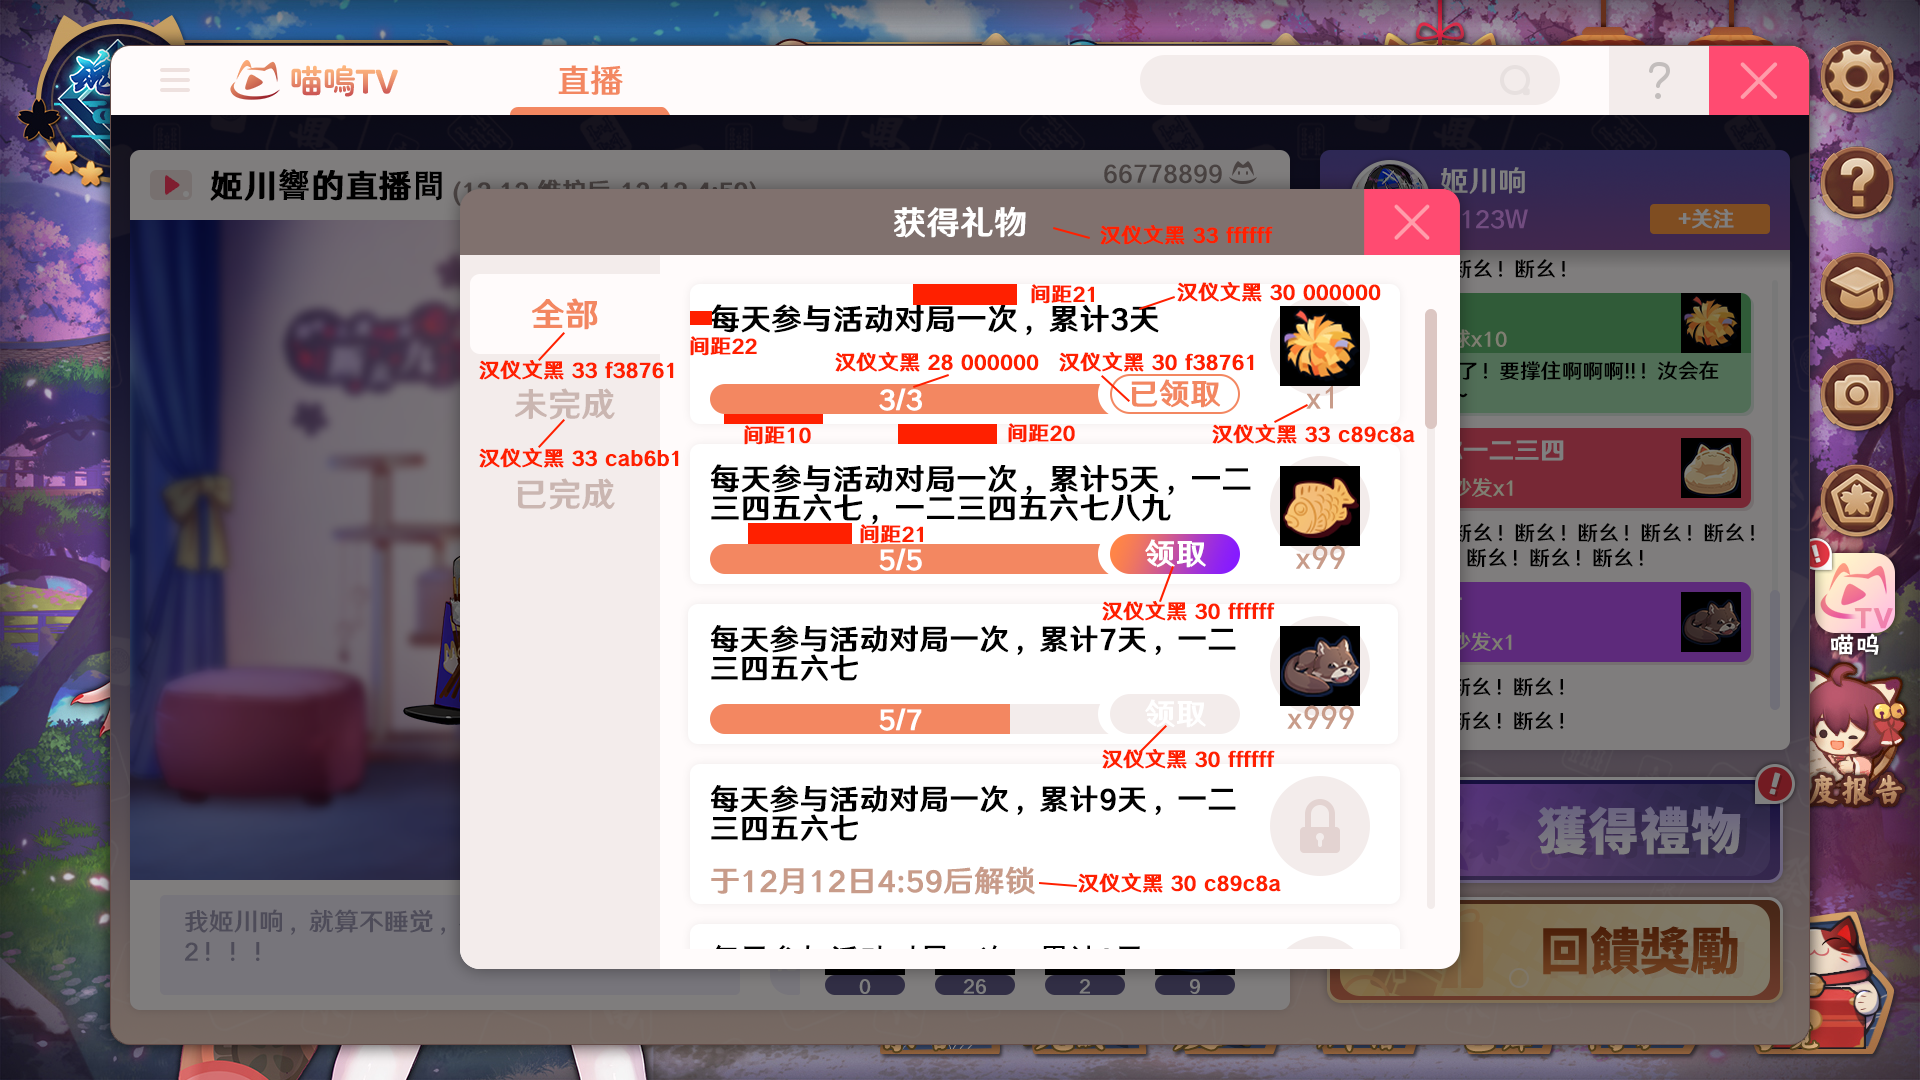 喵嗚TV
直播
?
姬川響的直播間
66778899
姬川响
123W
+关注
获得礼物
汉仪文黑 33 ffffff
全部
汉仪文黑 33 f38761
未完成
汉仪文黑 33 cab6b1
已完成
间距21
汉仪文黑 30 000000
每天参与活动对局一次，累计3天
间距22
汉仪文黑 28 000000
汉仪文黑 30 f38761
3/3
已领取
x1
间距10
间距20
汉仪文黑 33 c89c8a
每天参与活动对局一次，累计5天，一二
三四五六七，一二三四五六七八九
间距21
5/5
领取
x99
汉仪文黑 30 ffffff
每天参与活动对局一次，累计7天，一二
三四五六七
5/7
领取
x999
汉仪文黑 30 ffffff
每天参与活动对局一次，累计9天，一二
三四五六七
于12月12日4:59后解锁
汉仪文黑 30 c89c8a
断幺！断幺！
x10
了！要撑住啊啊啊!!！汝会在
~
一二三四
沙发x1
断幺！断幺！断幺！断幺！断幺！
断幺！断幺！断幺！
沙发x1
断幺！断幺！
断幺！断幺！
獲得禮物
回饋獎勵
我姬川响，就算不睡觉，
2！！！
0
26
2
9
TV
喵呜
度报告